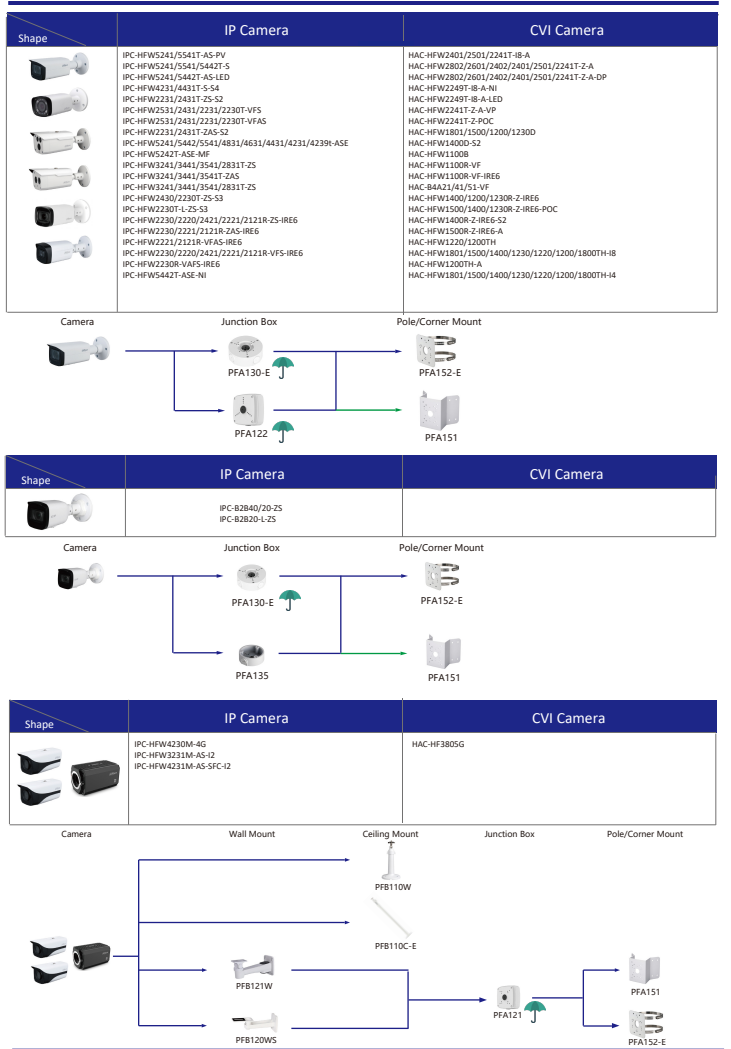 Shape
IP Camera
CVI Camera
IPC-HFW5241/5541T-AS-PV
IPC-HFW5241/5541/5442T-S
IPC-HFW5241/5442T-AS-LED
IPC-HFW4231/4431T-S-S4
IPC-HFW2231/2431T-ZS-S2
IPC-HFW2531/2431/2231/2230T-VFS
IPC-HFW2531/2431/2231/2230T-VFAS
IPC-HFW2231/2431T-ZAS-S2
IPC-HFW5241/5442/5541/4831/4631/4431/4231/4239t-ASE
IPC-HFW5242T-ASE-MF
IPC-HFW3241/3441/3541/2831T-ZS
IPC-HFW3241/3441/3541T-ZAS
IPC-HFW3241/3441/3541/2831T-ZS
IPC-HFW2430/2230T-ZS-S3
IPC-HFW2230T-L-ZS-S3
IPC-HFW2230/2220/2421/2221/2121R-ZS-IRE6
IPC-HFW2230/2221/2121R-ZAS-IRE6
IPC-HFW2221/2121R-VFAS-IRE6
IPC-HFW2230/2220/2421/2221/2121R-VFS-IRE6
IPC-HFW2230R-VAFS-IRE6
IPC-HFW5442T-ASE-NI
HAC-HFW2401/2501/2241T-I8-A
HAC-HFW2802/2601/2402/2401/2501/2241T-Z-A
HAC-HFW2802/2601/2402/2401/2501/2241T-Z-A-DP
HAC-HFW2249T-I8-A-NI
HAC-HFW2249T-I8-A-LED
HAC-HFW2241T-Z-A-VP
HAC-HFW2241T-Z-POC
HAC-HFW1801/1500/1200/1230D
HAC-HFW1400D-S2
HAC-HFW1100B
HAC-HFW1100R-VF
HAC-HFW1100R-VF-IRE6
HAC-B4A21/41/51-VF
HAC-HFW1400/1200/1230R-Z-IRE6
HAC-HFW1500/1400/1230R-Z-IRE6-POC
HAC-HFW1400R-Z-IRE6-S2
HAC-HFW1500R-Z-IRE6-A
HAC-HFW1220/1200TH
HAC-HFW1801/1500/1400/1230/1220/1200/1800TH-I8
HAC-HFW1200TH-A
HAC-HFW1801/1500/1400/1230/1220/1200/1800TH-I4
Camera
Junction Box
Pole/Corner Mount
PFA130-E
PFA152-E
PFA122
PFA151
Shape
IP Camera
CVI Camera
IPC-B2B40/20-ZS
IPC-B2B20-L-ZS
Camera
Junction Box
Pole/Corner Mount
PFA130-E
PFA152-E
PFA135
PFA151
Shape
IP Camera
CVI Camera
IPC-HFW4230M-4G
IPC-HFW3231M-AS-I2
IPC-HFW4231M-AS-SFC-I2
HAC-HF3805G
Camera
Wall Mount
Ceiling Mount
Junction Box
Pole/Corner Mount
PFB110W
PFB110C-E
PFB121W
PFA151
PFA121
PFB120WS
PFA152-E